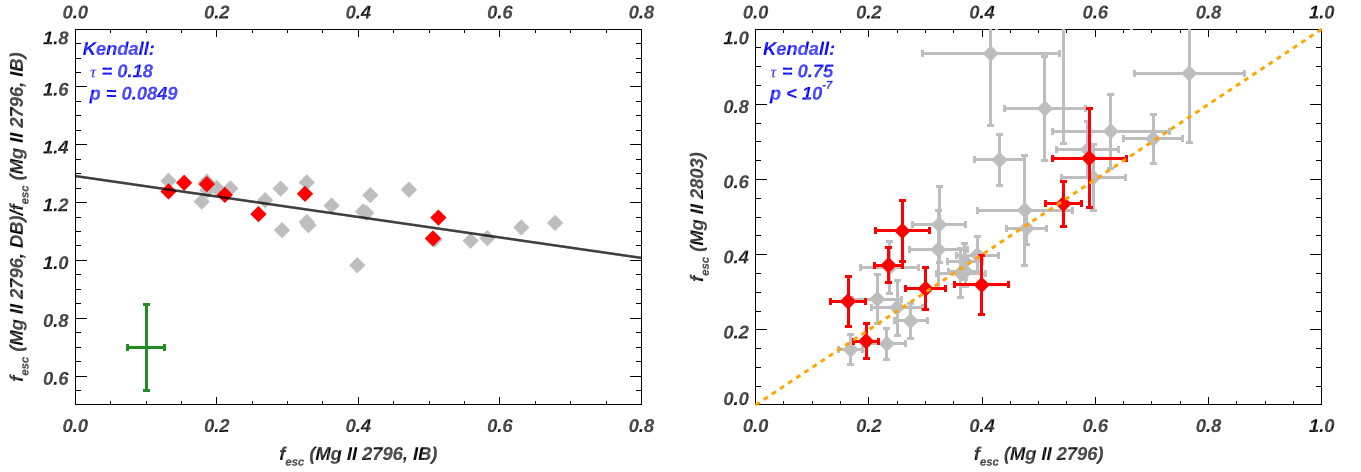 0.0 0.2 0.4 0.6 0.8
1.8
1.6
1.4
1.2
1.0
0.8
0.6
f_esc (Mg II 2796, DB)/f_esc (Mg II 2796, IB)
Kendall:
τ = 0.18
p = 0.0849
0.0 0.2 0.4 0.6 0.8
f_esc (Mg II 2796, IB)
0.0 0.2 0.4 0.6 0.8 1.0
1.0
0.8
0.6
0.4
0.2
0.0
f_esc (Mg II 2803)
Kendall:
τ = 0.75
p < 10^-7
0.0 0.2 0.4 0.6 0.8 1.0
f_esc (Mg II 2796)